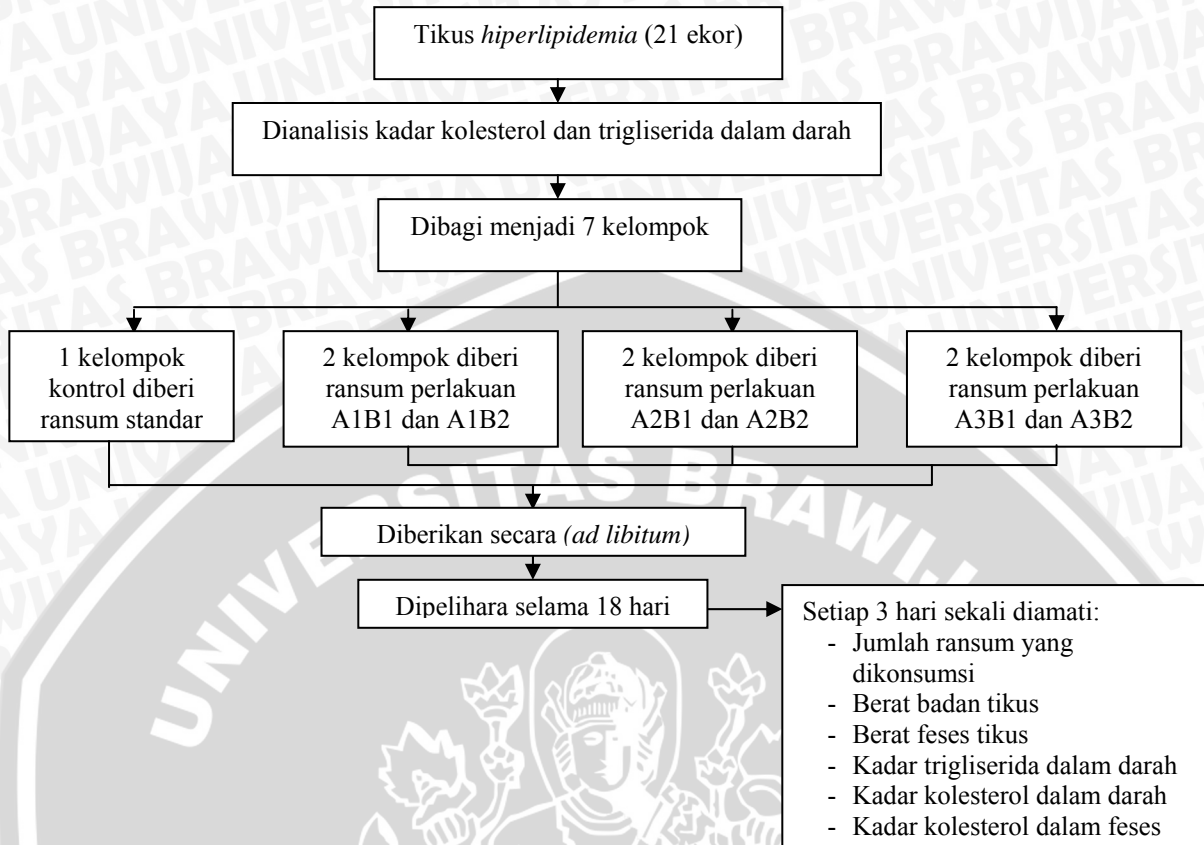 Tikus hiperlipidemia (21 ekor)
Dianalisis kadar kolesterol dan trigliserida dalam darah
Dibagi menjadi 7 kelompok
1 kelompok
kontrol diberi
ransum standar
2 kelompok diberi
ransum perlakuan
A1B1 dan A1B2
2 kelompok diberi
ransum perlakuan
A2B1 dan A2B2
2 kelompok diberi
ransum perlakuan
A3B1 dan A3B2
Diberikan secara (ad libitum)
Dipelihara selama 18 hari
Setiap 3 hari sekali diamati:
- Jumlah ransum yang
dikonsumsi
- Berat badan tikus
- Berat feses tikus
- Kadar trigliserida dalam darah
- Kadar kolesterol dalam darah
- Kadar kolesterol dalam feses
UNIVERSITAS BRAWIJ